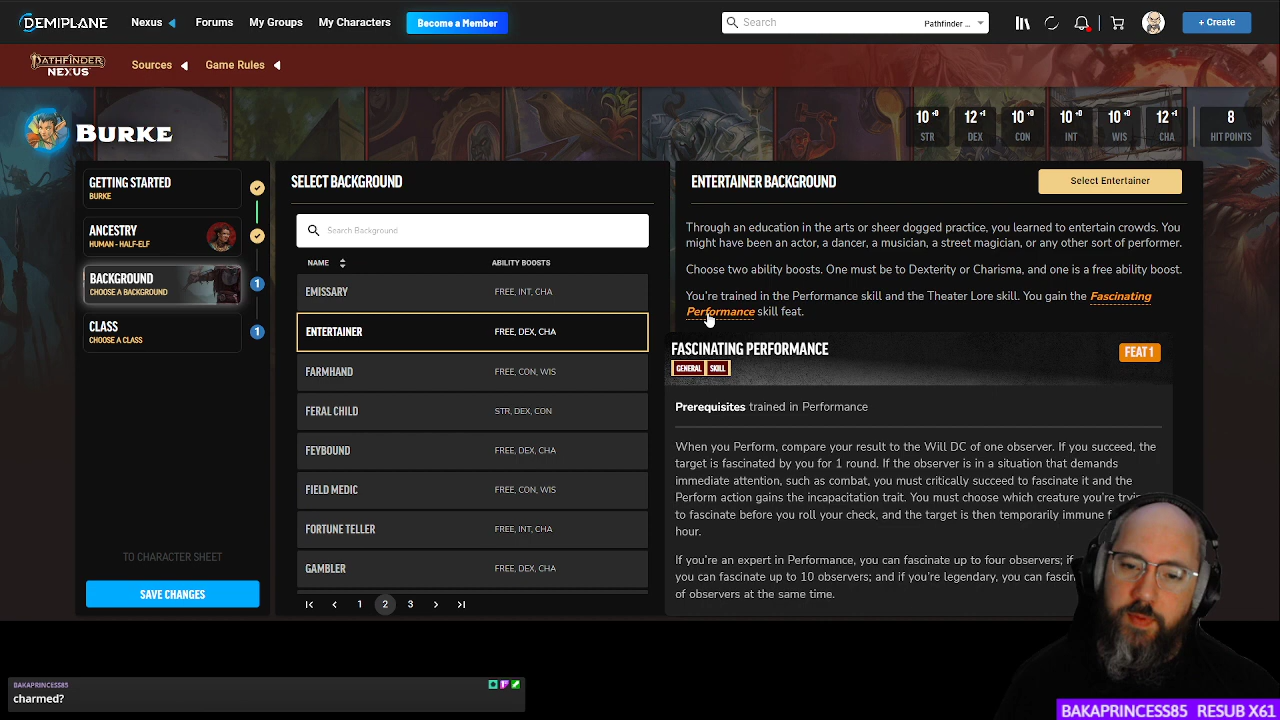 DEMIPLANE
Nexus
Forums
My Groups
My Characters
Become a Member
Search
Pathfinder ...
+ Create
PATHFINDER
NEXUS
Sources
Game Rules
BURKE
10 +0
STR
12 +1
DEX
10 +0
CON
10 +0
INT
10 +0
WIS
12 +1
CHA
8
HIT POINTS
GETTING STARTED
BURKE
ANCESTRY
HUMAN - HALF-ELF
BACKGROUND
CHOOSE A BACKGROUND
1
CLASS
CHOOSE A CLASS
1
TO CHARACTER SHEET
SAVE CHANGES
SELECT BACKGROUND
Search Background
NAME
ABILITY BOOSTS
EMISSARY
FREE, INT, CHA
ENTERTAINER
FREE, DEX, CHA
FARMHAND
FREE, CON, WIS
FERAL CHILD
STR, DEX, CON
FEYBOUND
FREE, DEX, CHA
FIELD MEDIC
FREE, CON, WIS
FORTUNE TELLER
FREE, INT, CHA
GAMBLER
FREE, DEX, CHA
1
2
3
ENTERTAINER BACKGROUND
Select Entertainer
Through an education in the arts or sheer dogged practice, you learned to entertain crowds. You
might have been an actor, a dancer, a musician, a street magician, or any other sort of performer.
Choose two ability boosts. One must be to Dexterity or Charisma, and one is a free ability boost.
You're trained in the Performance skill and the Theater Lore skill. You gain the Fascinating
Performance skill feat.
FASCINATING PERFORMANCE
FEAT 1
GENERAL
SKILL
Prerequisites trained in Performance
When you Perform, compare your result to the Will DC of one observer. If you succeed, the
target is fascinated by you for 1 round. If the observer is in a situation that demands
immediate attention, such as combat, you must critically succeed to fascinate it and the
Perform action gains the incapacitation trait. You must choose which creature you're tryin
to fascinate before you roll your check, and the target is then temporarily immune f
hour.
If you're an expert in Performance, you can fascinate up to four observers; if
you can fascinate up to 10 observers; and if you're legendary, you can fascin
of observers at the same time.
BAKAPRINCESS85
charmed?
BAKAPRINCESS85 RESUB X61